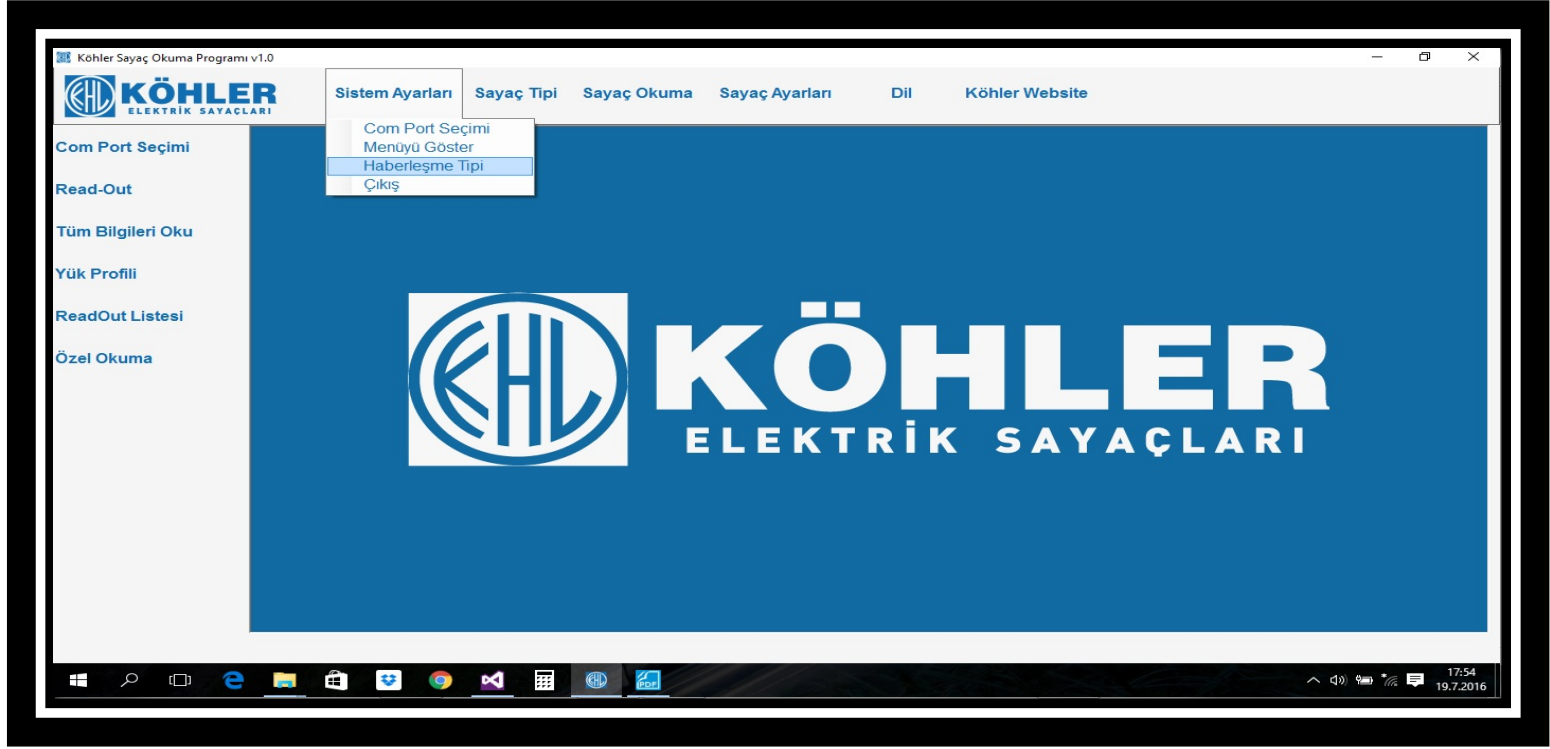 Köhler Sayaç Okuma Programı v1.0
KÖHLER
ELEKTRİK SAYAÇLARI
Sistem Ayarları Sayaç Tipi Sayaç Okuma Sayaç Ayarları Dil Köhler Website
Com Port Seçimi
Menüyü Göster
Haberleşme Tipi
Çıkış
Com Port Seçimi
Read-Out
Tüm Bilgileri Oku
Yük Profili
ReadOut Listesi
Özel Okuma
KHL
KÖHLER
ELEKTRİK SAYAÇLARI
PDF
17:54
19.7.2016